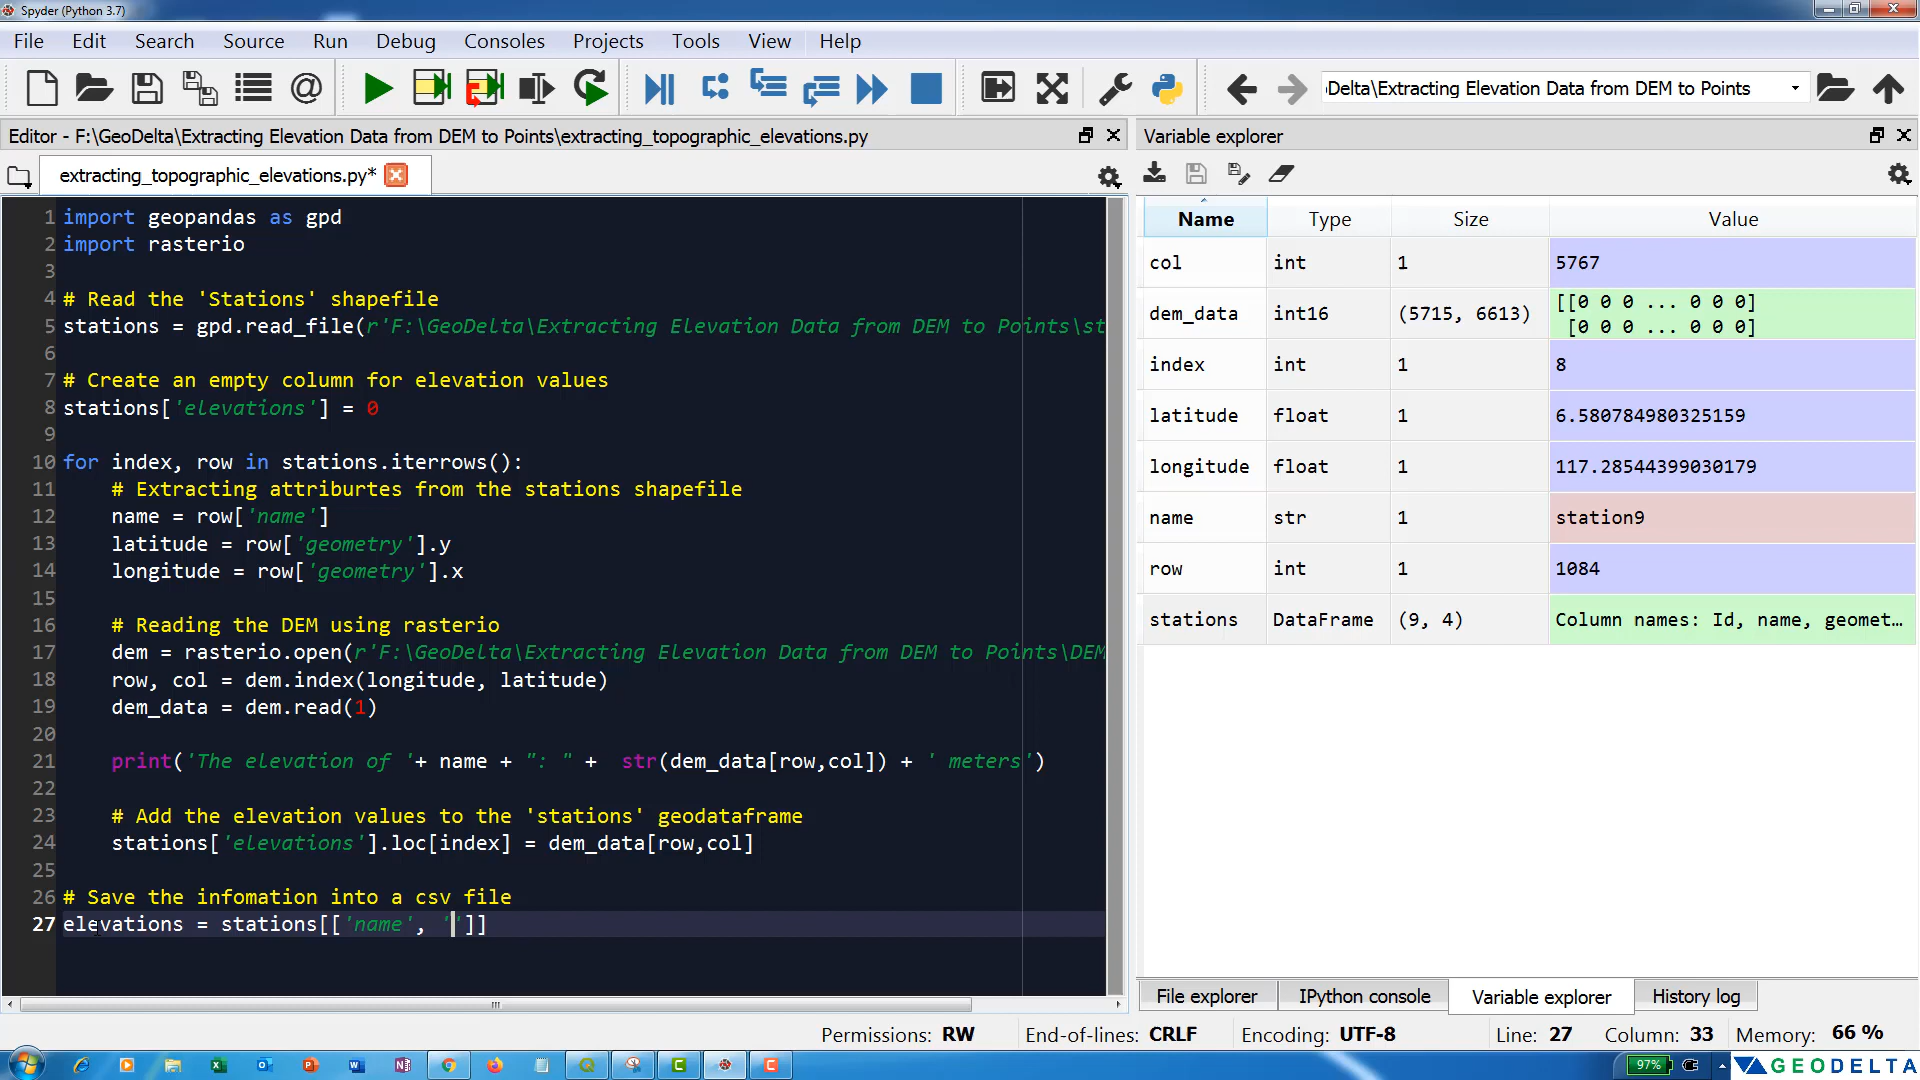 Spyder (Python 3.7)
File Edit Search Source Run Debug Consoles Projects Tools View Help
Delta\Extracting Elevation Data from DEM to Points
Editor - F:\GeoDelta\Extracting Elevation Data from DEM to Points\extracting_topographic_elevations.py
extracting_topographic_elevations.py*
1 import geopandas as gpd
2 import rasterio
3
4 # Read the 'Stations' shapefile
5 stations = gpd.read_file(r'F:\GeoDelta\Extracting Elevation Data from DEM to Points\st
6
7 # Create an empty column for elevation values
8 stations['elevations'] = 0
9
10 for index, row in stations.iterrows():
11     # Extracting attriburtes from the stations shapefile
12     name = row['name']
13     latitude = row['geometry'].y
14     longitude = row['geometry'].x
15
16     # Reading the DEM using rasterio
17     dem = rasterio.open(r'F:\GeoDelta\Extracting Elevation Data from DEM to Points\DEM
18     row, col = dem.index(longitude, latitude)
19     dem_data = dem.read(1)
20
21     print('The elevation of '+ name + ": " +  str(dem_data[row,col]) + ' meters')
22
23     # Add the elevation values to the 'stations' geodataframe
24     stations['elevations'].loc[index] = dem_data[row,col]
25
26 # Save the infomation into a csv file
27 elevations = stations[['name', '']]
Variable explorer
Name Type Size Value
col int 1 5767
dem_data int16 (5715, 6613) [[0 0 0 ... 0 0 0]
[0 0 0 ... 0 0 0]
index int 1 8
latitude float 1 6.580784980325159
longitude float 1 117.28544399030179
name str 1 station9
row int 1 1084
stations DataFrame (9, 4) Column names: Id, name, geomet…
File explorer IPython console Variable explorer History log
Permissions: RW End-of-lines: CRLF Encoding: UTF-8 Line: 27 Column: 33 Memory: 66 %
97%
GEODELTA